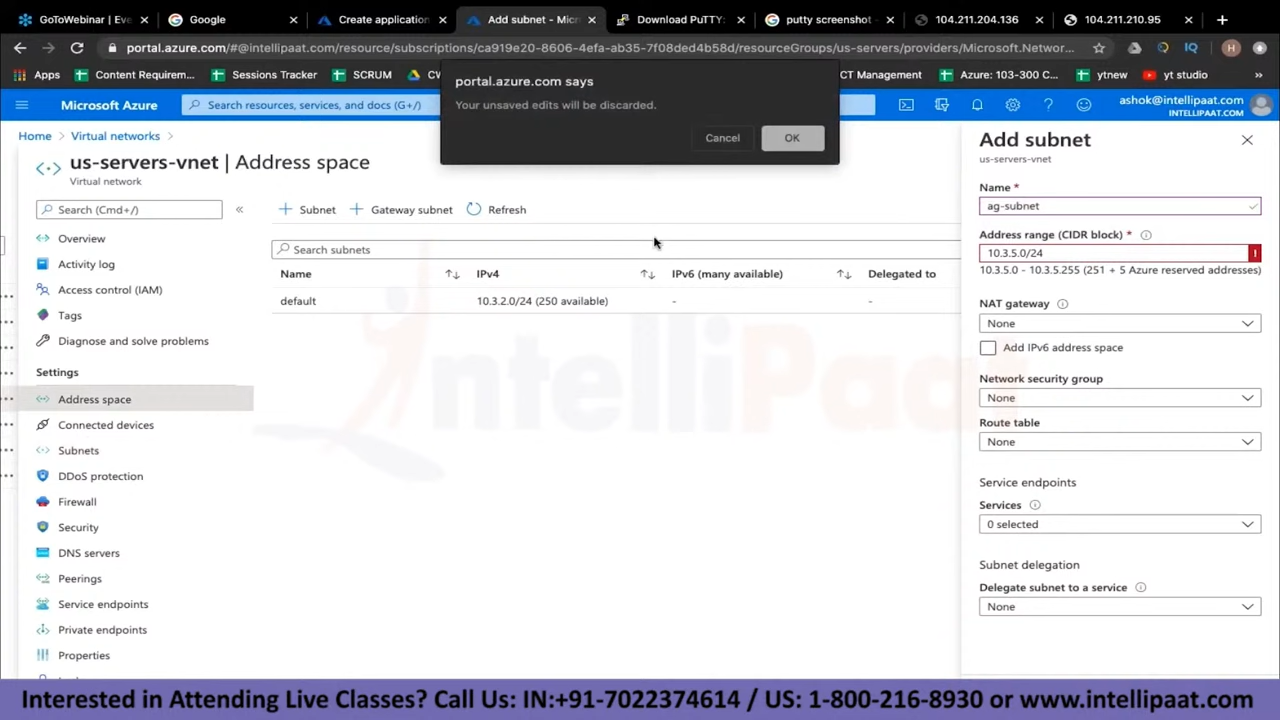 GoToWebinar | Eve
Google
Create application
Add subnet - Micr
Download PuTTY:
putty screenshot -
104.211.204.136
104.211.210.95
portal.azure.com/#@intellipaat.com/resource/subscriptions/ca919e20-8606-4efa-ab35-7f08ded4b58d/resourceGroups/us-servers/providers/Microsoft.Networ...
IQ
H
Apps
Content Requirem...
Sessions Tracker
SCRUM
CW
CT Management
Azure: 103-300 C...
ytnew
yt studio
»
portal.azure.com says
Your unsaved edits will be discarded.
Cancel
OK
Microsoft Azure
Search resources, services, and docs (G+/)
ashok@intellipaat.com
INTELLIPAAT.COM
Home
Virtual networks
us-servers-vnet | Address space
Virtual network
Search (Cmd+/)
«
Overview
Activity log
Access control (IAM)
Tags
Diagnose and solve problems
Settings
Address space
Connected devices
Subnets
DDoS protection
Firewall
Security
DNS servers
Peerings
Service endpoints
Private endpoints
Properties
Subnet
Gateway subnet
Refresh
Search subnets
Name
IPv4
IPv6 (many available)
Delegated to
default
10.3.2.0/24 (250 available)
-
-
IntelliPaat
Add subnet
us-servers-vnet
Name *
ag-subnet
Address range (CIDR block) *
10.3.5.0/24
10.3.5.0 - 10.3.5.255 (251 + 5 Azure reserved addresses)
NAT gateway
None
Add IPv6 address space
Network security group
None
Route table
None
Service endpoints
Services
0 selected
Subnet delegation
Delegate subnet to a service
None
Interested in Attending Live Classes? Call Us: IN:+91-7022374614 / US: 1-800-216-8930 or www.intellipaat.com